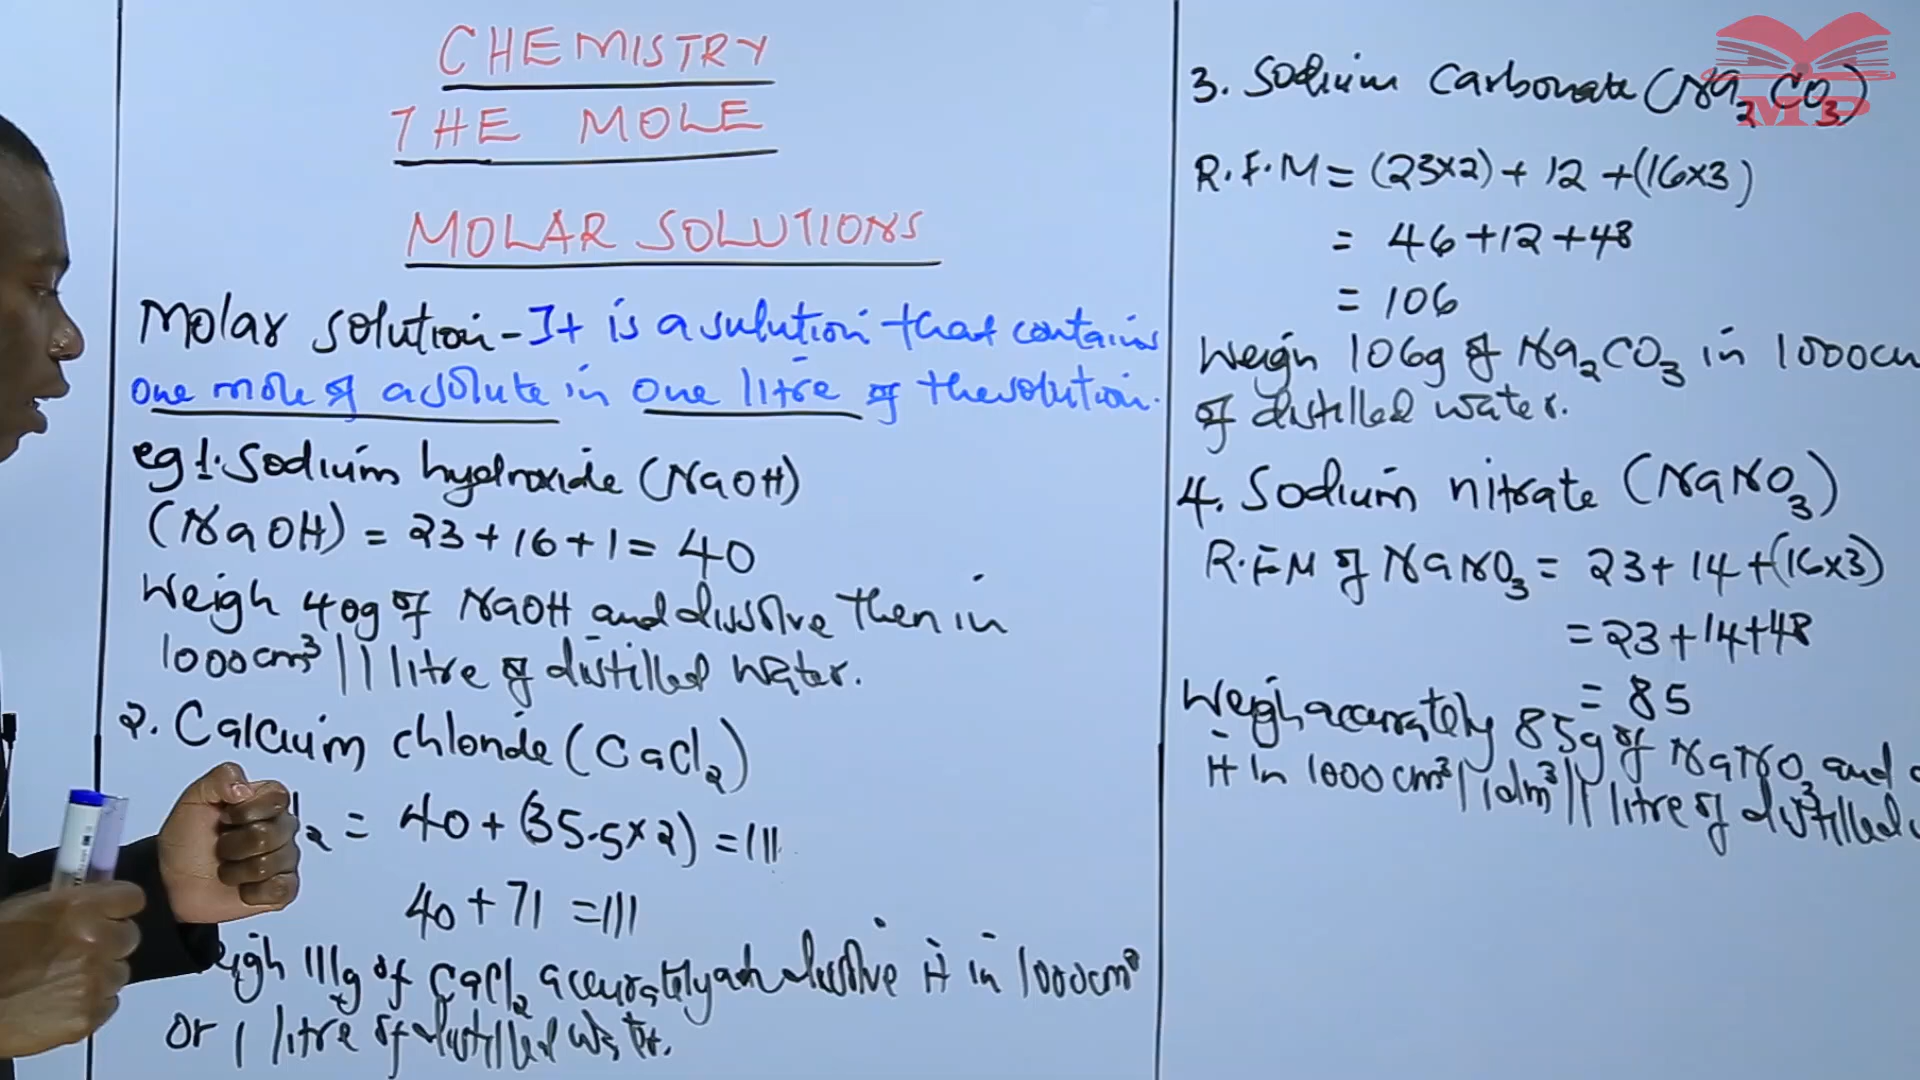 CHEMISTRY
THE MOLE
MOLAR SOLUTIONS
Molar solution - It is a solution that contains
one mole of a solute in one litre of the solution.
eg 1. Sodium hydroxide (NaOH)
(NaOH) = 23 + 16 + 1 = 40
Weigh 40g of NaOH and dissolve then in
1000cm³ | 1 litre of distilled water.
2. Calcium chloride (CaCl₂)
l₂ = 40 + (35.5 × 2) = 111
40 + 71 = 111
eigh 111g of CaCl₂ accurately and dissolve it in 1000cm³
or 1 litre of distilled water.
MP
3. Sodium Carbonate (Na₂CO₃)
R.F.M = (23×2) + 12 + (16×3)
= 46 + 12 + 48
= 106
Weigh 106g of Na₂CO₃ in 1000cm
of distilled water.
4. Sodium nitrate (NaNO₃)
R.F.M of NaNO₃ = 23 + 14 + (16×3)
= 23 + 14 + 48
= 85
Weigh accurately 85g of NaNO₃ and
it in 1000cm³ | 1dm³ | 1 litre of distilled